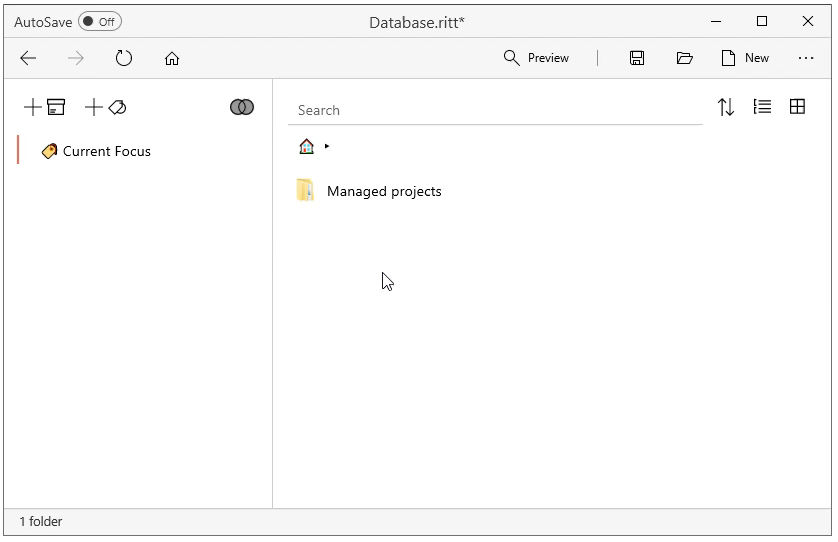 AutoSave Off Database.ritt*
Preview New
Search
Current Focus
Managed projects
1 folder